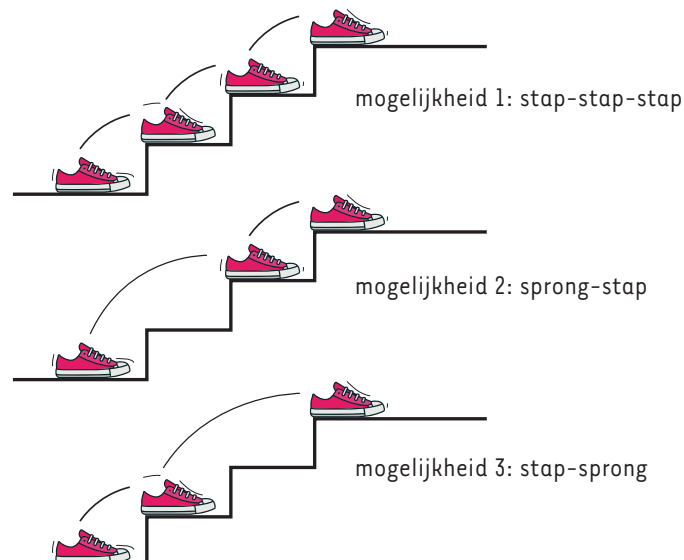 mogelijkheid 1: stap-stap-stap
mogelijkheid 2: sprong-stap
mogelijkheid 3: stap-sprong